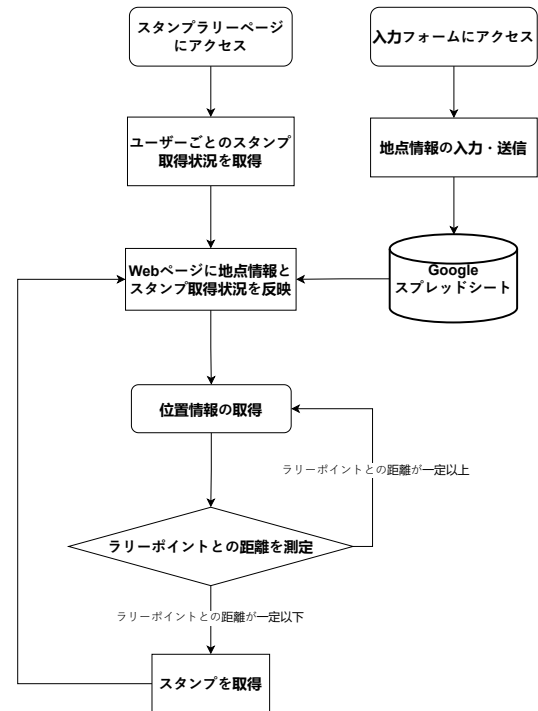 スタンプラリーページ
にアクセス
入力フォームにアクセス
ユーザーごとのスタンプ
取得状況を取得
地点情報の入力・送信
Webページに地点情報と
スタンプ取得状況を反映
Google
スプレッドシート
位置情報の取得
ラリーポイントとの距離が一定以上
ラリーポイントとの距離を測定
ラリーポイントとの距離が一定以下
スタンプを取得